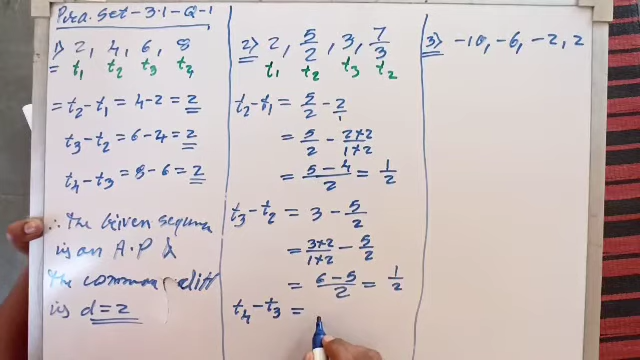 Pra. Set-3.1-Q-1
1) 2, 4, 6, 8
t₁ t₂ t₃ t₄
= t₂-t₁ = 4-2 = 2
t₃-t₂ = 6-4 = 2
t₄-t₃ = 8-6 = 2
∴ The Given sequence
is an A.P &
the common diff
is d = 2
2) 2, 5/2, 3, 7/3
t₁ t₂ t₃ t₂
t₂-t₁ = 5/2 - 2/1
= 5/2 - 2×2/1×2
= 5-4/2 = 1/2
t₃-t₂ = 3 - 5/2
= 3×2/1×2 - 5/2
= 6-5/2 = 1/2
t₄-t₃ =
3) -10, -6, -2, 2